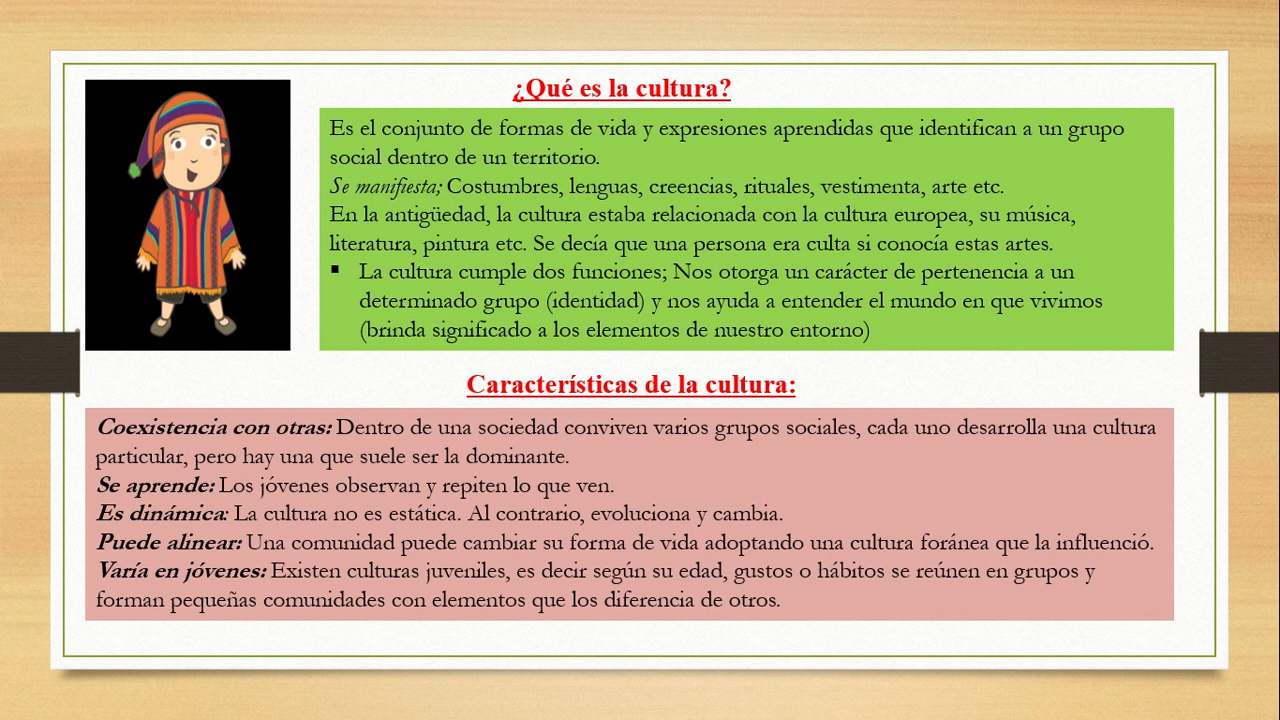 ¿Qué es la cultura?
Es el conjunto de formas de vida y expresiones aprendidas que identifican a un grupo
social dentro de un territorio.
Se manifiesta; Costumbres, lenguas, creencias, rituales, vestimenta, arte etc.
En la antigüedad, la cultura estaba relacionada con la cultura europea, su música,
literatura, pintura etc. Se decía que una persona era culta si conocía estas artes.
▪ La cultura cumple dos funciones; Nos otorga un carácter de pertenencia a un
determinado grupo (identidad) y nos ayuda a entender el mundo en que vivimos
(brinda significado a los elementos de nuestro entorno)
Características de la cultura:
Coexistencia con otras: Dentro de una sociedad conviven varios grupos sociales, cada uno desarrolla una cultura
particular, pero hay una que suele ser la dominante.
Se aprende: Los jóvenes observan y repiten lo que ven.
Es dinámica: La cultura no es estática. Al contrario, evoluciona y cambia.
Puede alinear: Una comunidad puede cambiar su forma de vida adoptando una cultura foránea que la influenció.
Varía en jóvenes: Existen culturas juveniles, es decir según su edad, gustos o hábitos se reúnen en grupos y
forman pequeñas comunidades con elementos que los diferencia de otros.